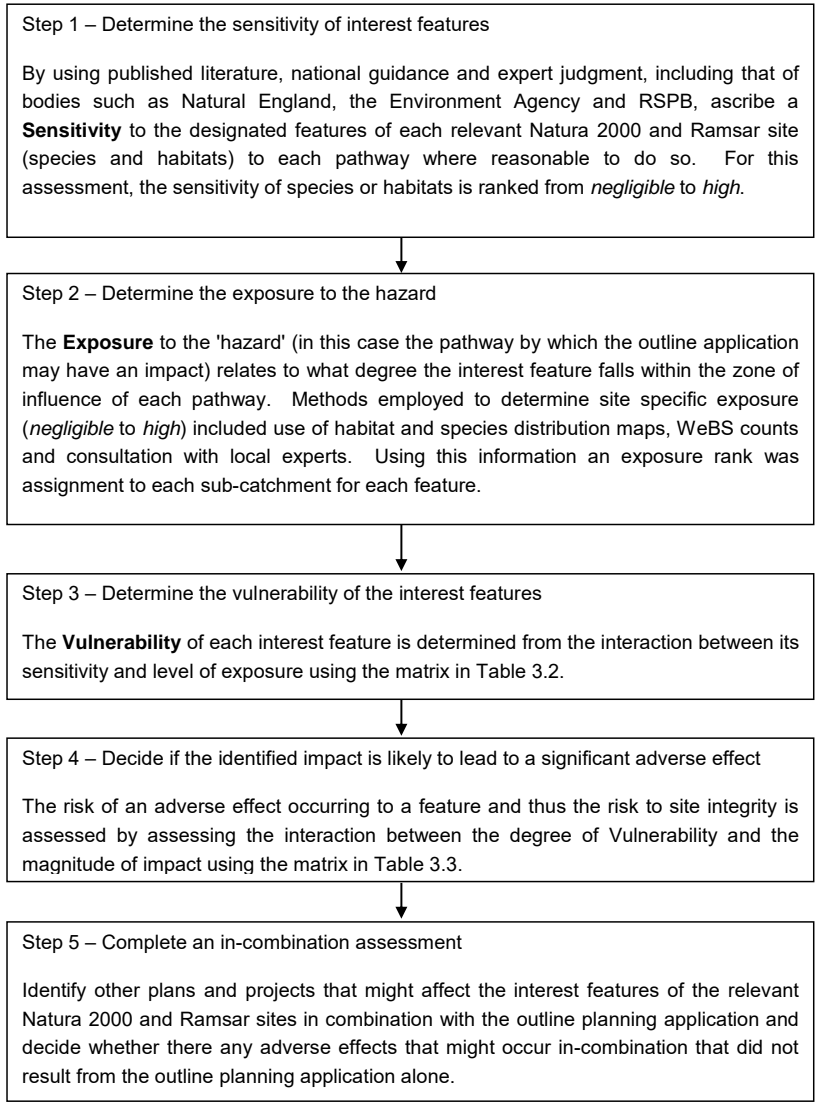 Step 1 – Determine the sensitivity of interest features
By using published literature, national guidance and expert judgment, including that of
bodies such as Natural England, the Environment Agency and RSPB, ascribe a
Sensitivity to the designated features of each relevant Natura 2000 and Ramsar site
(species and habitats) to each pathway where reasonable to do so. For this
assessment, the sensitivity of species or habitats is ranked from negligible to high.
Step 2 – Determine the exposure to the hazard
The Exposure to the 'hazard' (in this case the pathway by which the outline application
may have an impact) relates to what degree the interest feature falls within the zone of
influence of each pathway. Methods employed to determine site specific exposure
(negligible to high) included use of habitat and species distribution maps, WeBS counts
and consultation with local experts. Using this information an exposure rank was
assignment to each sub-catchment for each feature.
Step 3 – Determine the vulnerability of the interest features
The Vulnerability of each interest feature is determined from the interaction between its
sensitivity and level of exposure using the matrix in Table 3.2.
Step 4 – Decide if the identified impact is likely to lead to a significant adverse effect
The risk of an adverse effect occurring to a feature and thus the risk to site integrity is
assessed by assessing the interaction between the degree of Vulnerability and the
magnitude of impact using the matrix in Table 3.3.
Step 5 – Complete an in-combination assessment
Identify other plans and projects that might affect the interest features of the relevant
Natura 2000 and Ramsar sites in combination with the outline planning application and
decide whether there any adverse effects that might occur in-combination that did not
result from the outline planning application alone.